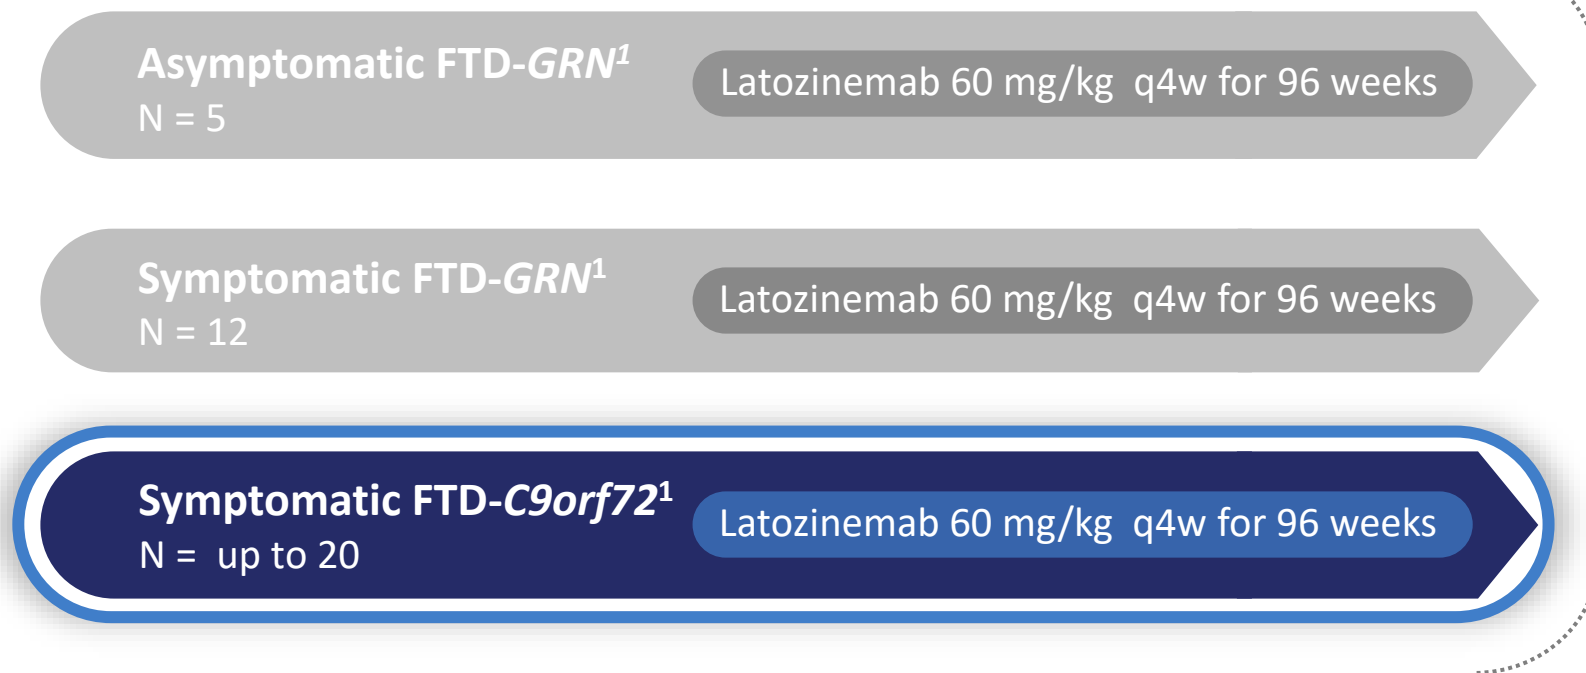 Asymptomatic FTD-GRN¹
N = 5
Latozinemab 60 mg/kg q4w for 96 weeks
Symptomatic FTD-GRN¹
N = 12
Latozinemab 60 mg/kg q4w for 96 weeks
Symptomatic FTD-C9orf72¹
N = up to 20
Latozinemab 60 mg/kg q4w for 96 weeks